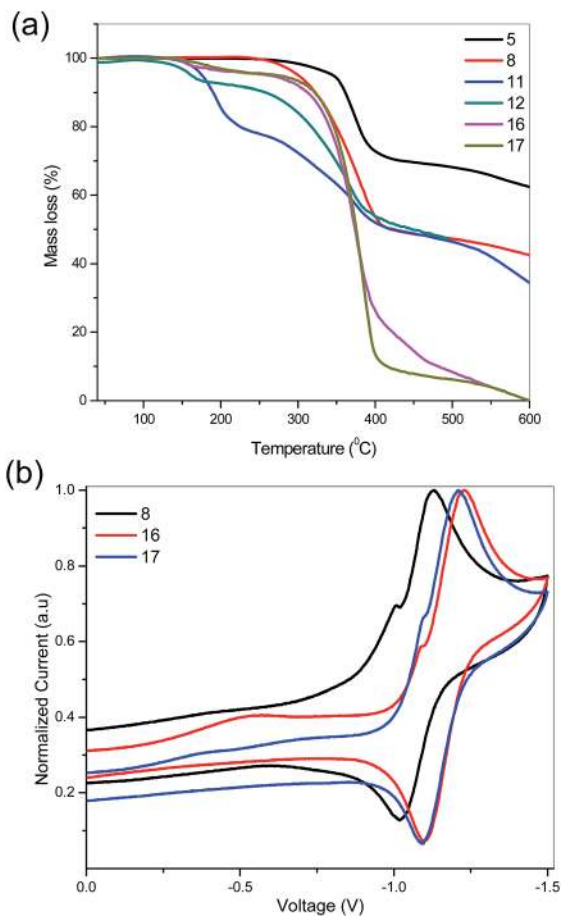 (a)
100
80
60
40
20
0
Mass loss (%)
5
8
11
12
16
17
100 200 300 400 500 600
Temperature (⁰C)
(b)
1.0
0.8
0.6
0.4
0.2
Normalized Current (a.u)
8
16
17
0.0 -0.5 -1.0 -1.5
Voltage (V)